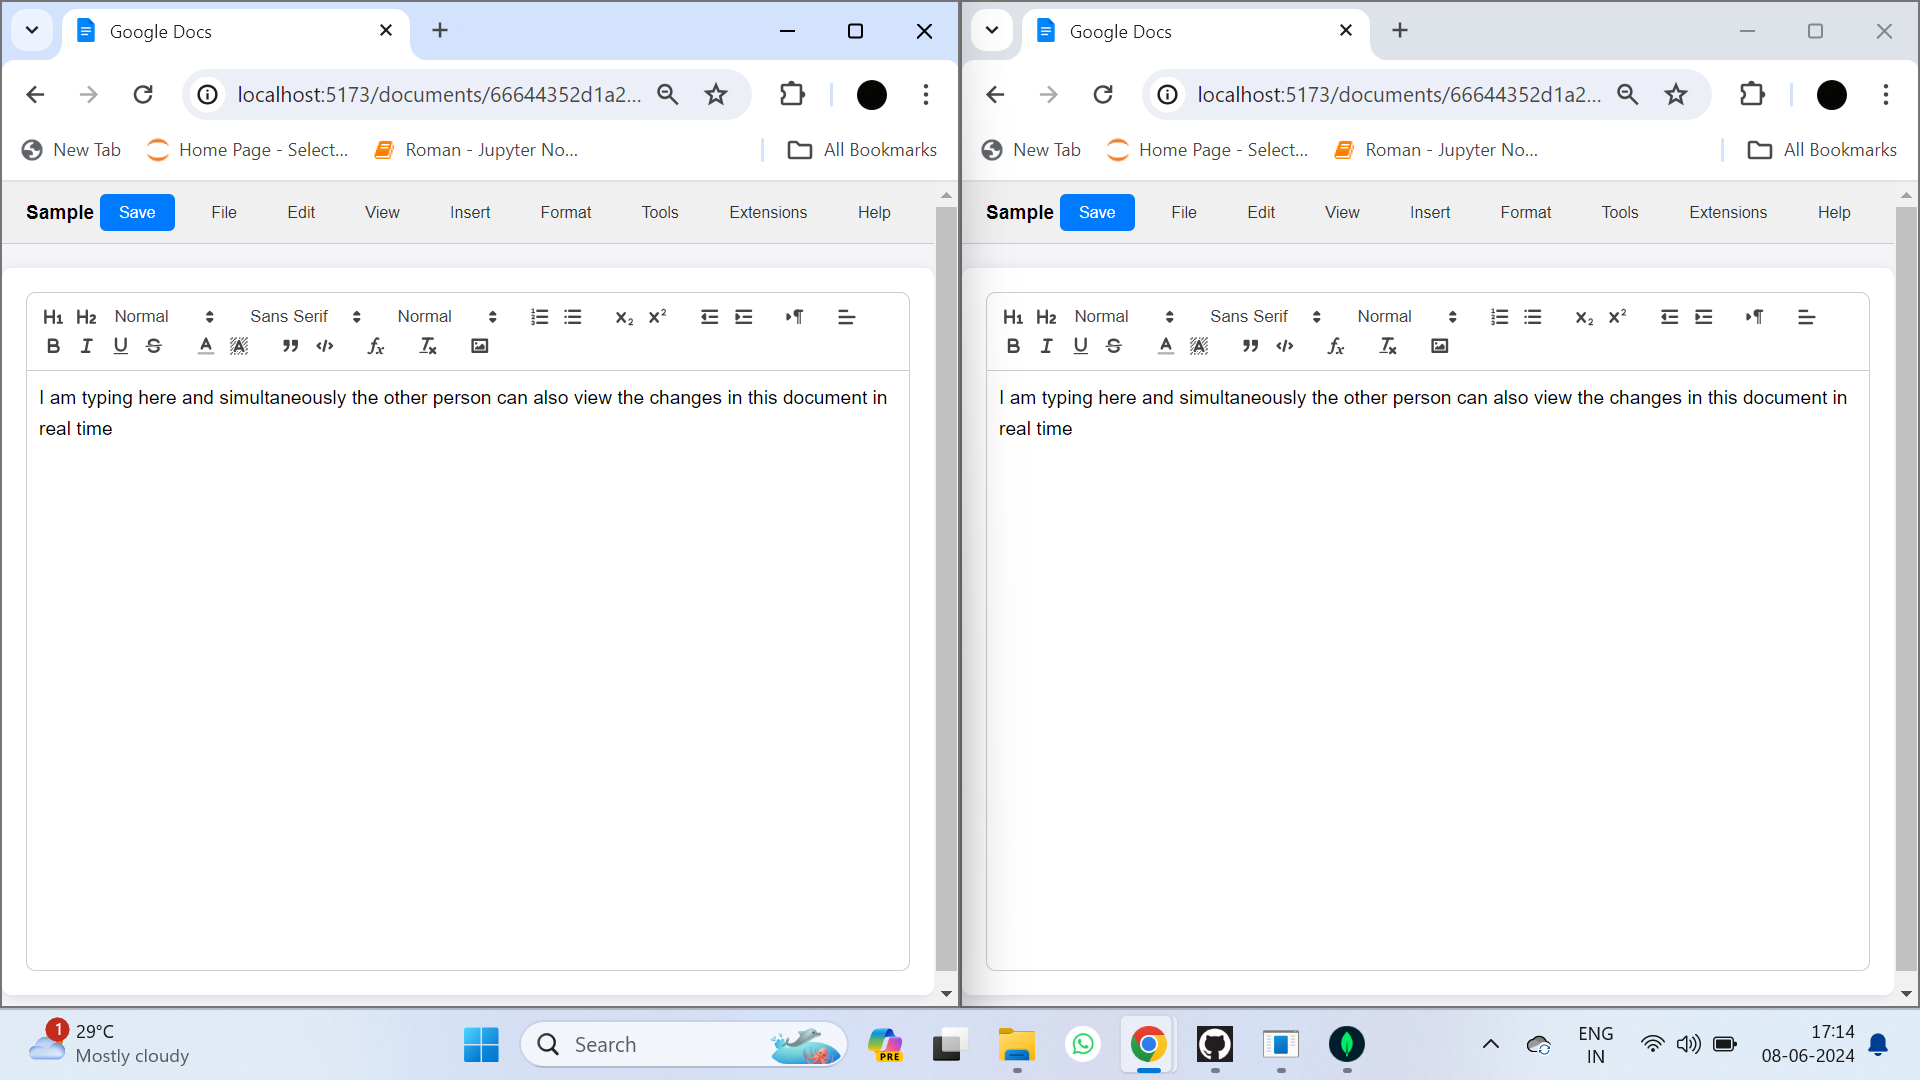 Google Docs
localhost:5173/documents/66644352d1a2...
New Tab
Home Page - Select...
Roman - Jupyter No...
All Bookmarks
Sample Save File Edit View Insert Format Tools Extensions Help
H1 H2 Normal Sans Serif Normal
I am typing here and simultaneously the other person can also view the changes in this document in
real time
Google Docs
localhost:5173/documents/66644352d1a2...
New Tab
Home Page - Select...
Roman - Jupyter No...
All Bookmarks
Sample Save File Edit View Insert Format Tools Extensions Help
H1 H2 Normal Sans Serif Normal
I am typing here and simultaneously the other person can also view the changes in this document in
real time
1
29°C
Mostly cloudy
Search
PRE
ENG
IN
17:14
08-06-2024